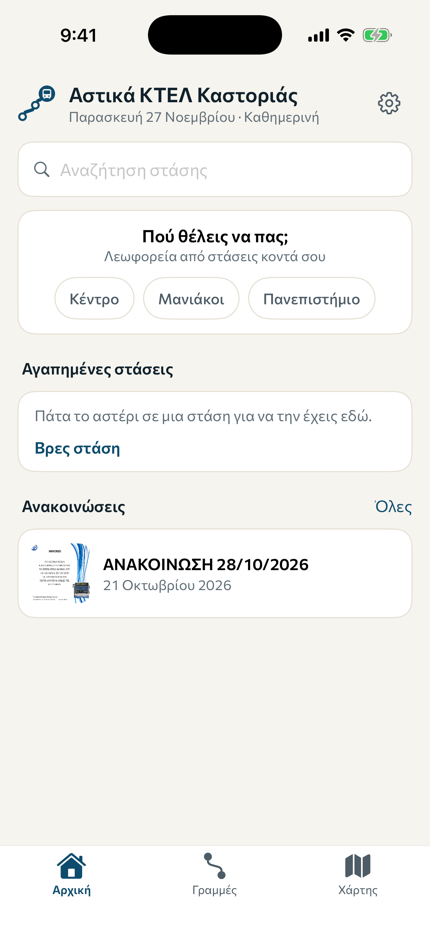 9:41
Αστικά ΚΤΕΛ Καστοριάς
Παρασκευή 27 Νοεμβρίου · Καθημερινή
Αναζήτηση στάσης
Πού θέλεις να πας;
Λεωφορεία από στάσεις κοντά σου
Κέντρο Μανιάκοι Πανεπιστήμιο
Αγαπημένες στάσεις
Πάτα το αστέρι σε μια στάση για να την έχεις εδώ.
Βρες στάση
Ανακοινώσεις Όλες
ΑΝΑΚΟΙΝΩΣΗ 28/10/2026
21 Οκτωβρίου 2026
Αρχική Γραμμές Χάρτης